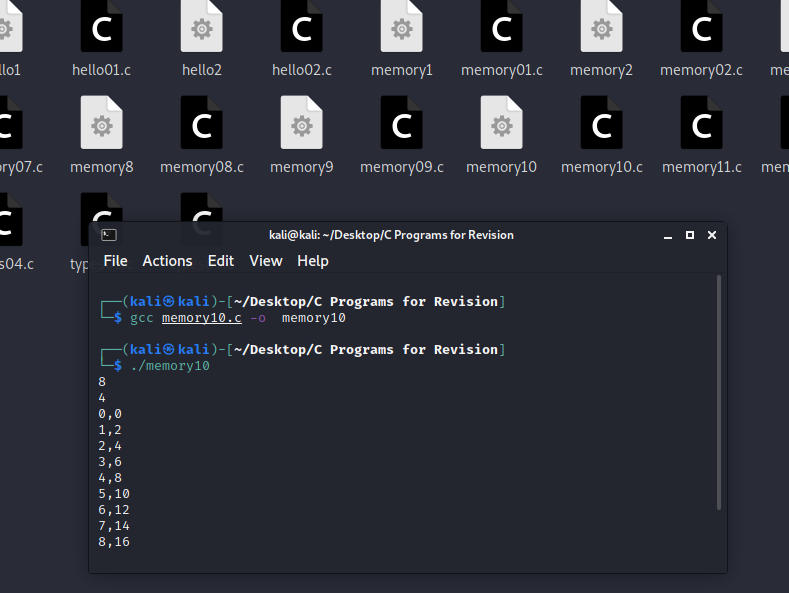 llo1 hello01.c hello2 hello02.c memory1 memory01.c memory2 memory02.c me
C C C C
ry07.c memory8 memory08.c memory9 memory09.c memory10 memory10.c memory11.c mem
C C C C C
s04.c typ
kali@kali: ~/Desktop/C Programs for Revision
File Actions Edit View Help
┌──(kali㉿kali)-[~/Desktop/C Programs for Revision]
└─$ gcc memory10.c -o  memory10
┌──(kali㉿kali)-[~/Desktop/C Programs for Revision]
└─$ ./memory10
8
4
0,0
1,2
2,4
3,6
4,8
5,10
6,12
7,14
8,16